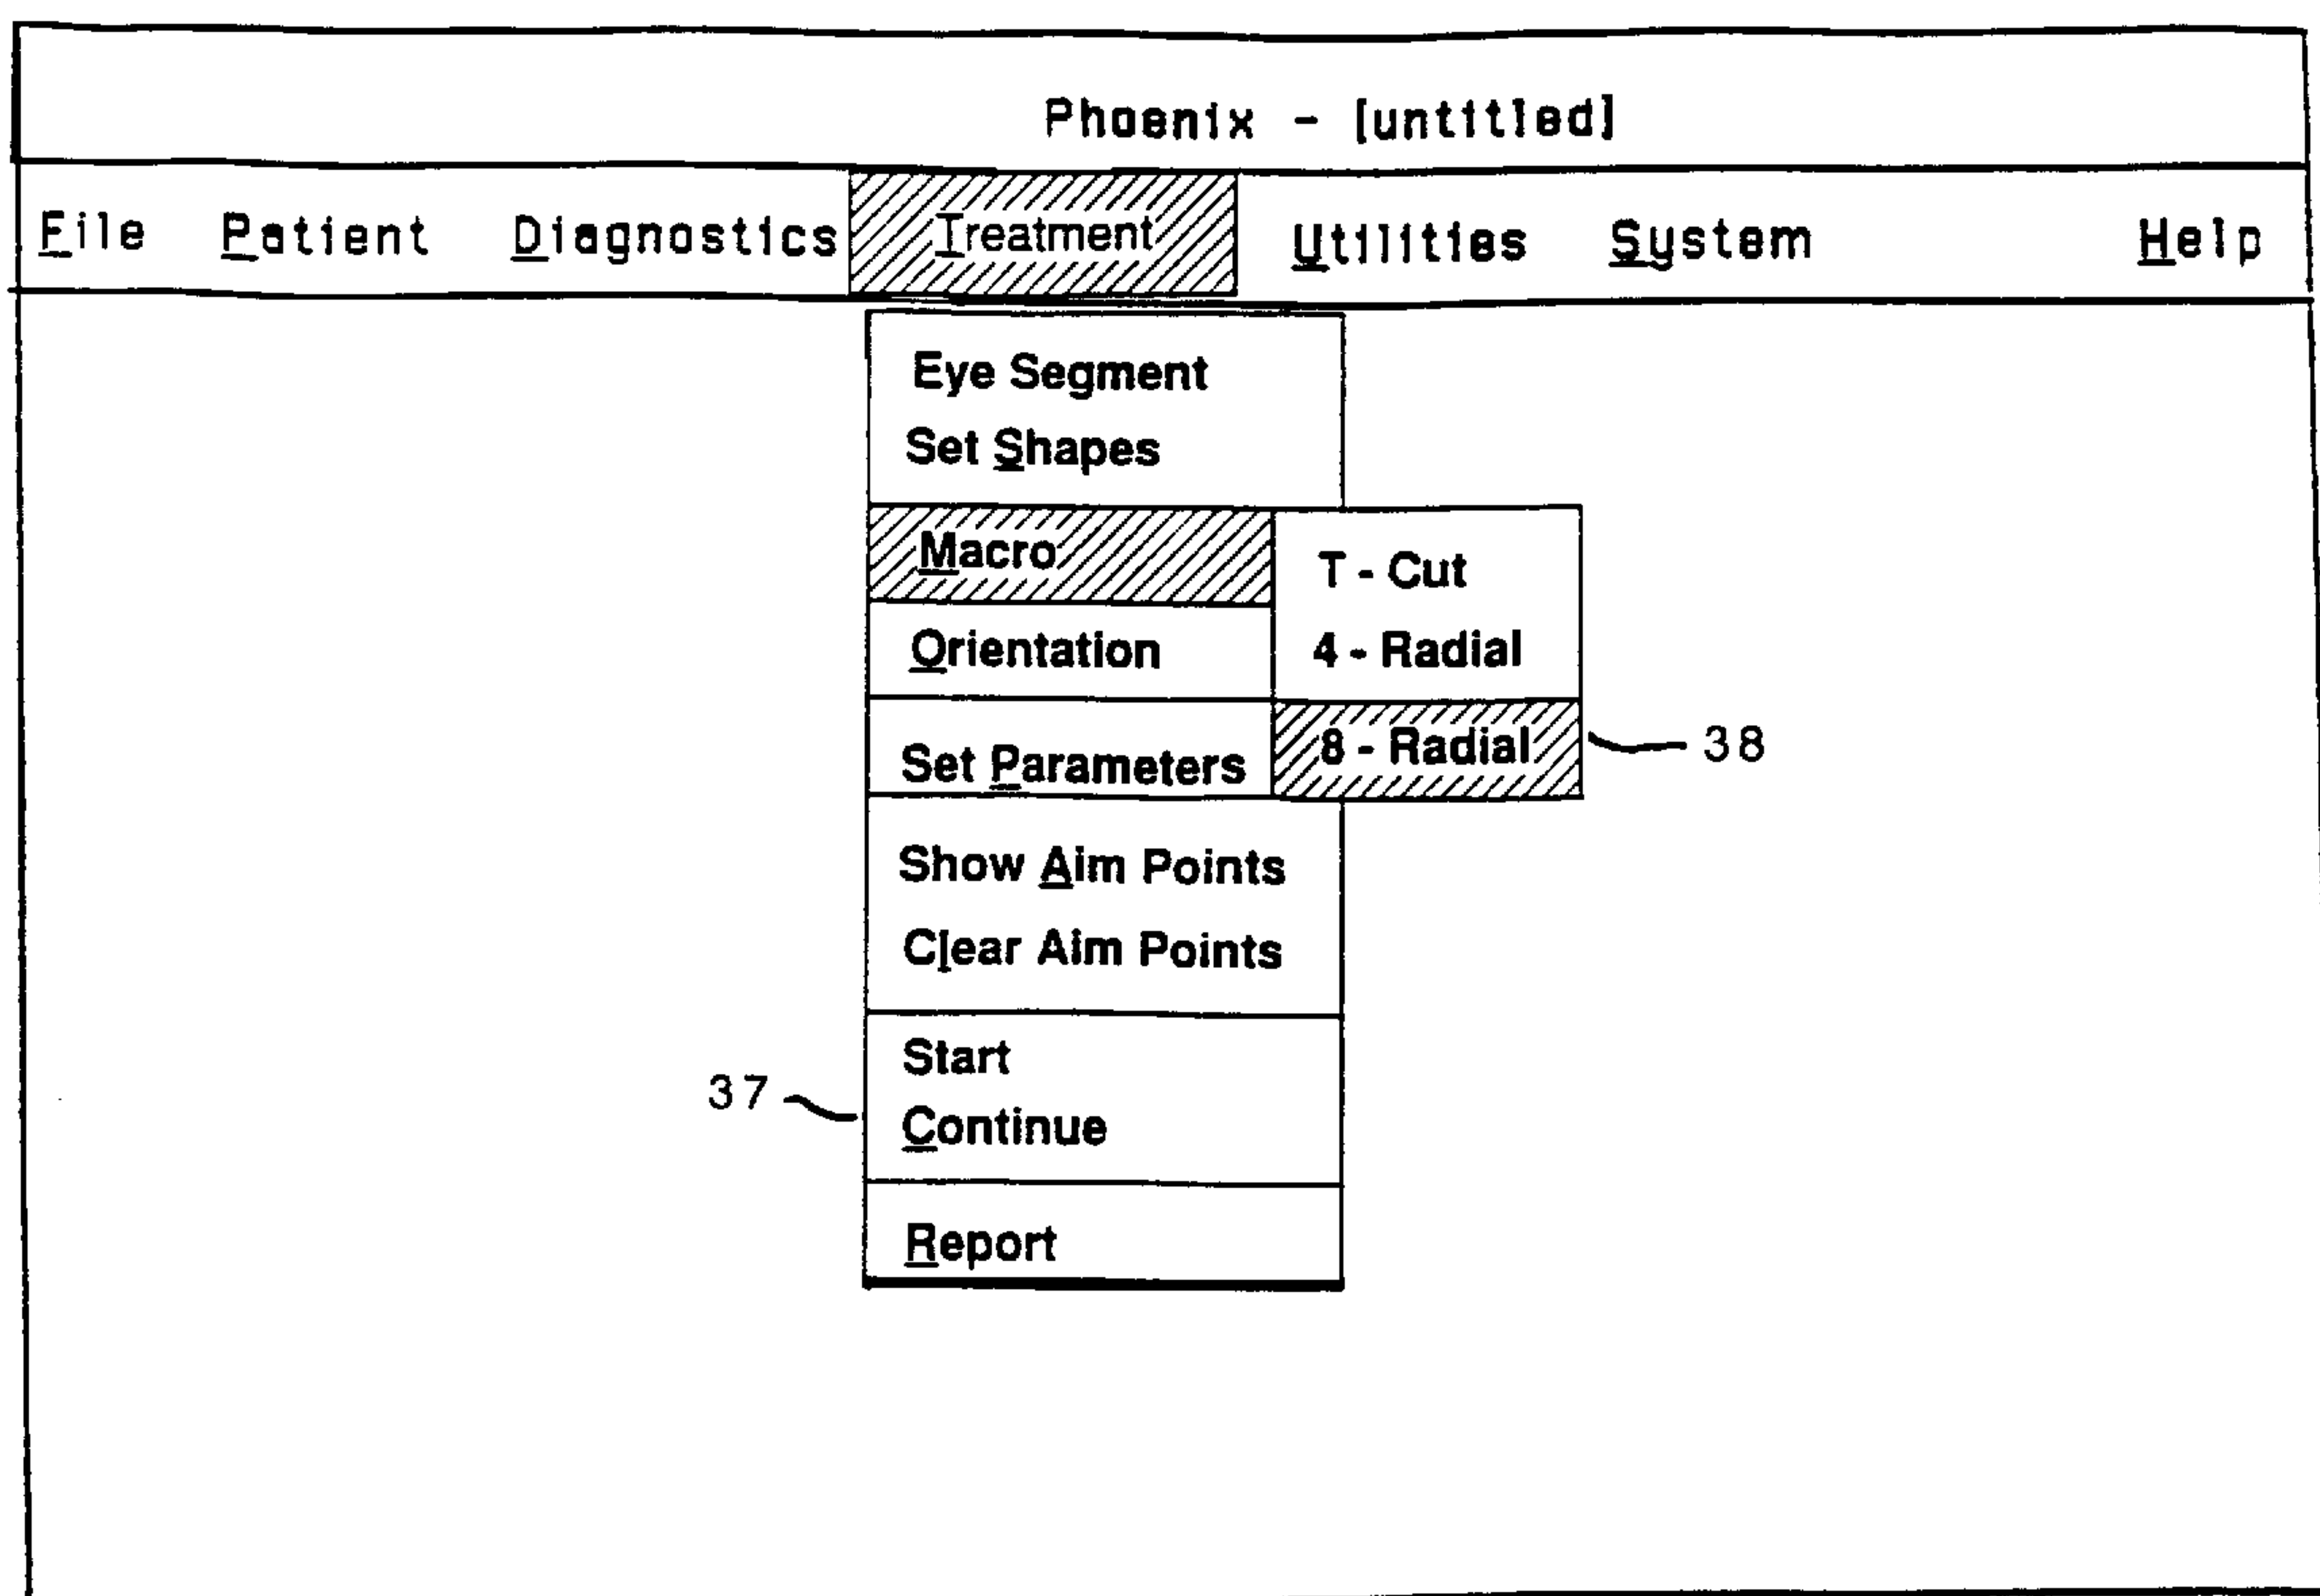 Phoenix - [untitled]
File Patient Diagnostics Treatment Utilities System Help
Eye Segment
Set Shapes
Macro
T - Cut
Orientation
4 - Radial
Set Parameters
8 - Radial
38
Show Aim Points
Clear Aim Points
Start
37
Continue
Report